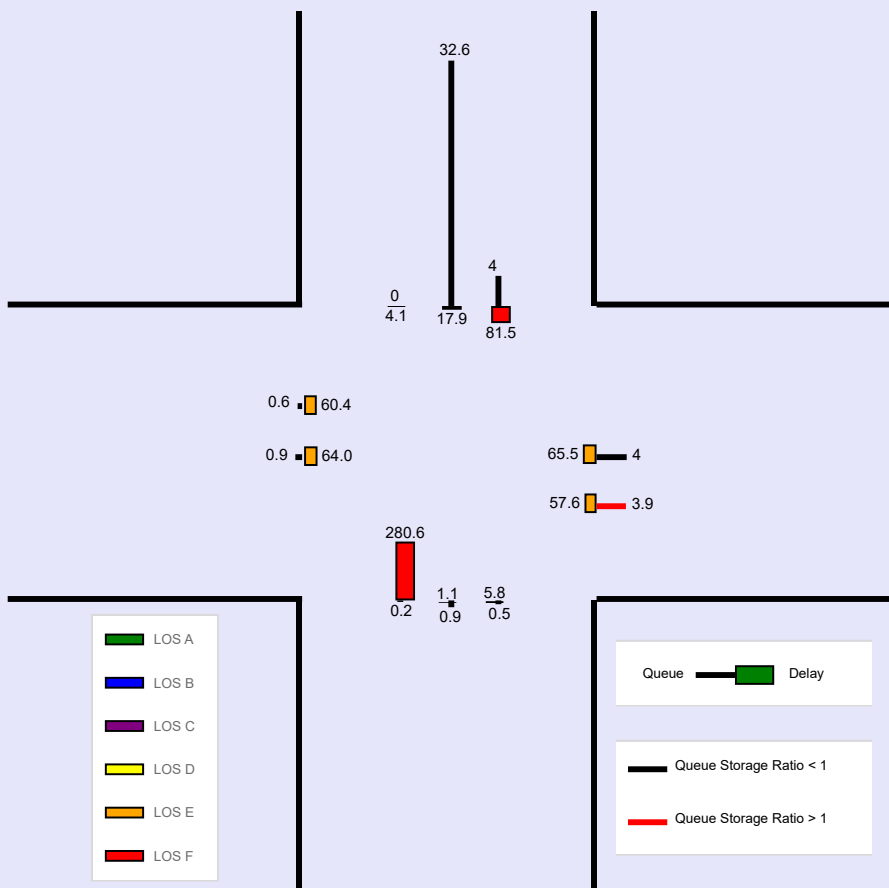 32.6
4
0
4.1
17.9
81.5
0.6 60.4
0.9 64.0
65.5 4
57.6 3.9
280.6
0.2
1.1
0.9
5.8
0.5
LOS A
LOS B
LOS C
LOS D
LOS E
LOS F
Queue Delay
Queue Storage Ratio < 1
Queue Storage Ratio > 1